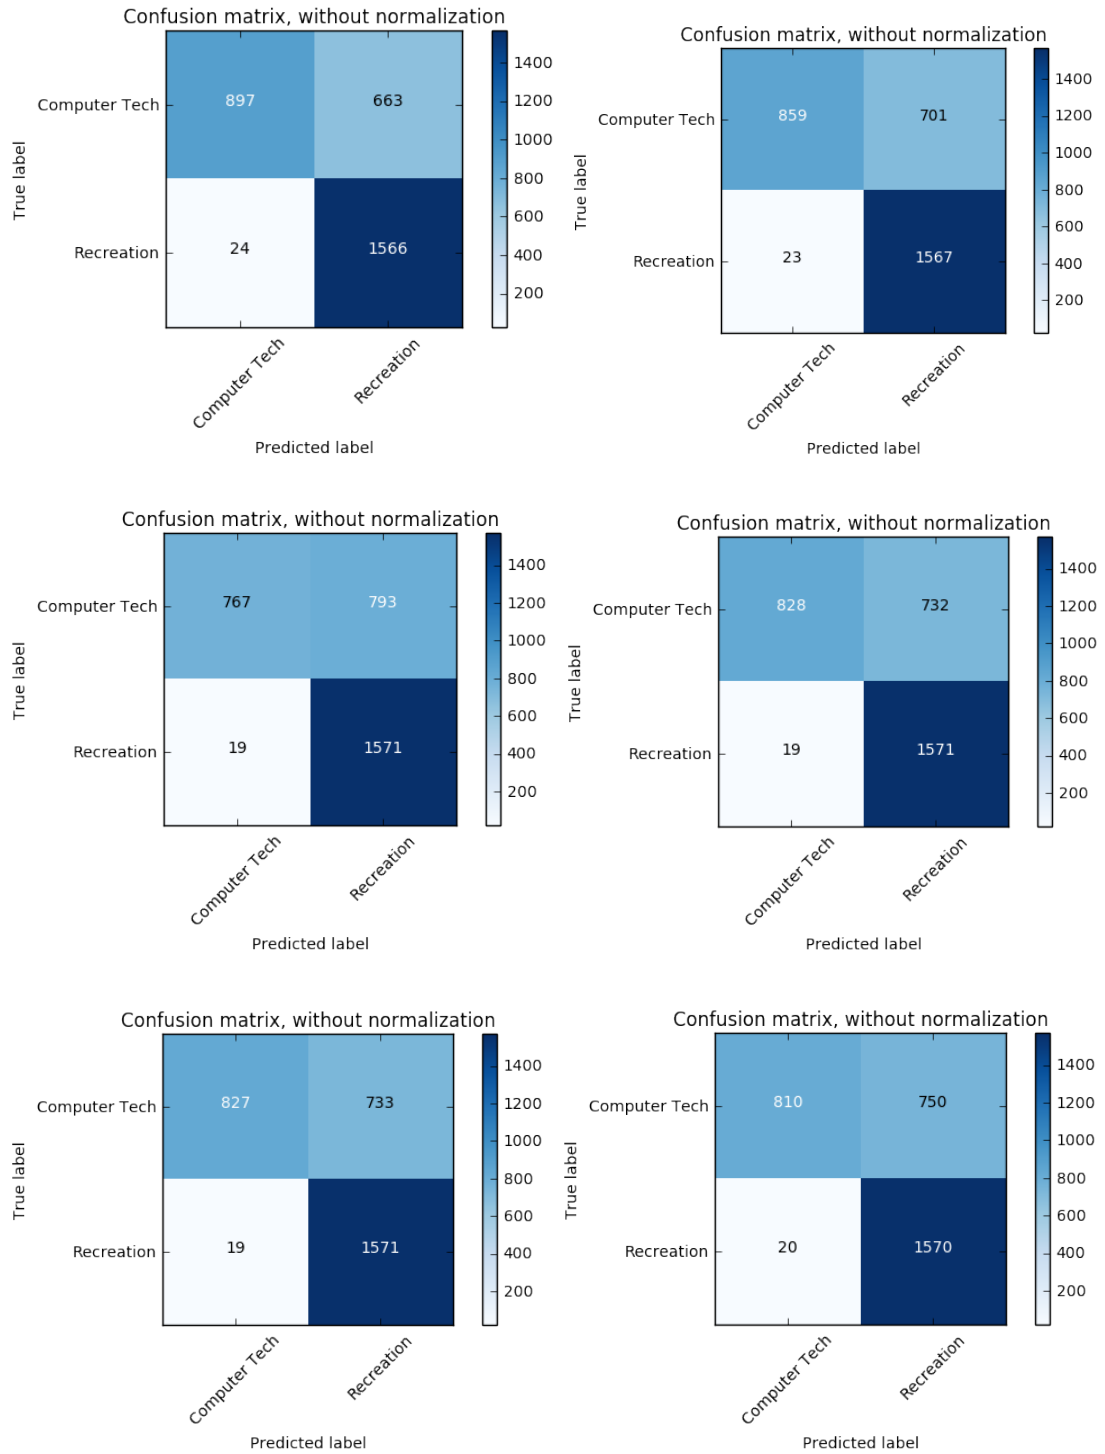 Confusion matrix, without normalization
1400
1200
1000
800
600
400
200
True label
Computer Tech
897
663
Recreation
24
1566
Computer Tech
Recreation
Predicted label
Confusion matrix, without normalization
1400
1200
1000
800
600
400
200
True label
Computer Tech
859
701
Recreation
23
1567
Computer Tech
Recreation
Predicted label
Confusion matrix, without normalization
1400
1200
1000
800
600
400
200
True label
Computer Tech
767
793
Recreation
19
1571
Computer Tech
Recreation
Predicted label
Confusion matrix, without normalization
1400
1200
1000
800
600
400
200
True label
Computer Tech
828
732
Recreation
19
1571
Computer Tech
Recreation
Predicted label
Confusion matrix, without normalization
1400
1200
1000
800
600
400
200
True label
Computer Tech
827
733
Recreation
19
1571
Computer Tech
Recreation
Predicted label
Confusion matrix, without normalization
1400
1200
1000
800
600
400
200
True label
Computer Tech
810
750
Recreation
20
1570
Computer Tech
Recreation
Predicted label